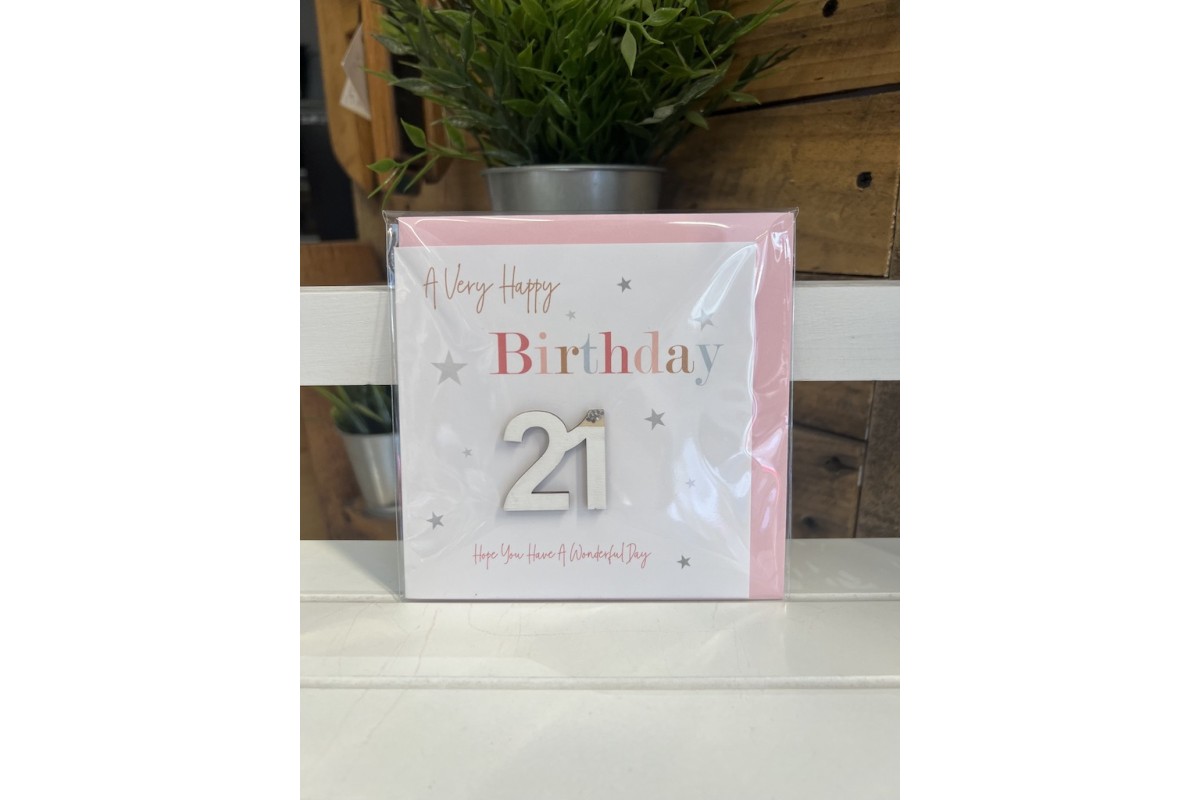 A Very Happy
Birthday
21
Hope You Have A Wonderful Day